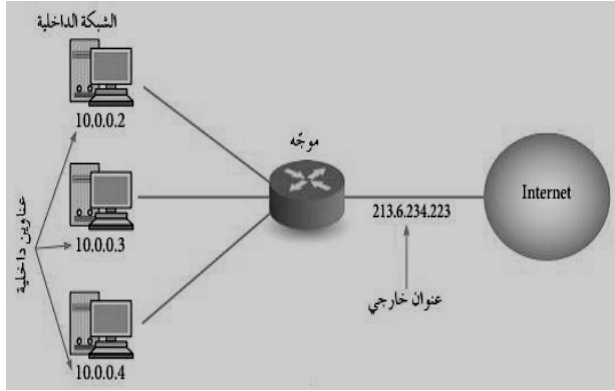 الشبكة الداخلية
10.0.0.2
موجّه
Internet
10.0.0.3
213.6.234.223
عناوين داخلية
عنوان خارجي
10.0.0.4